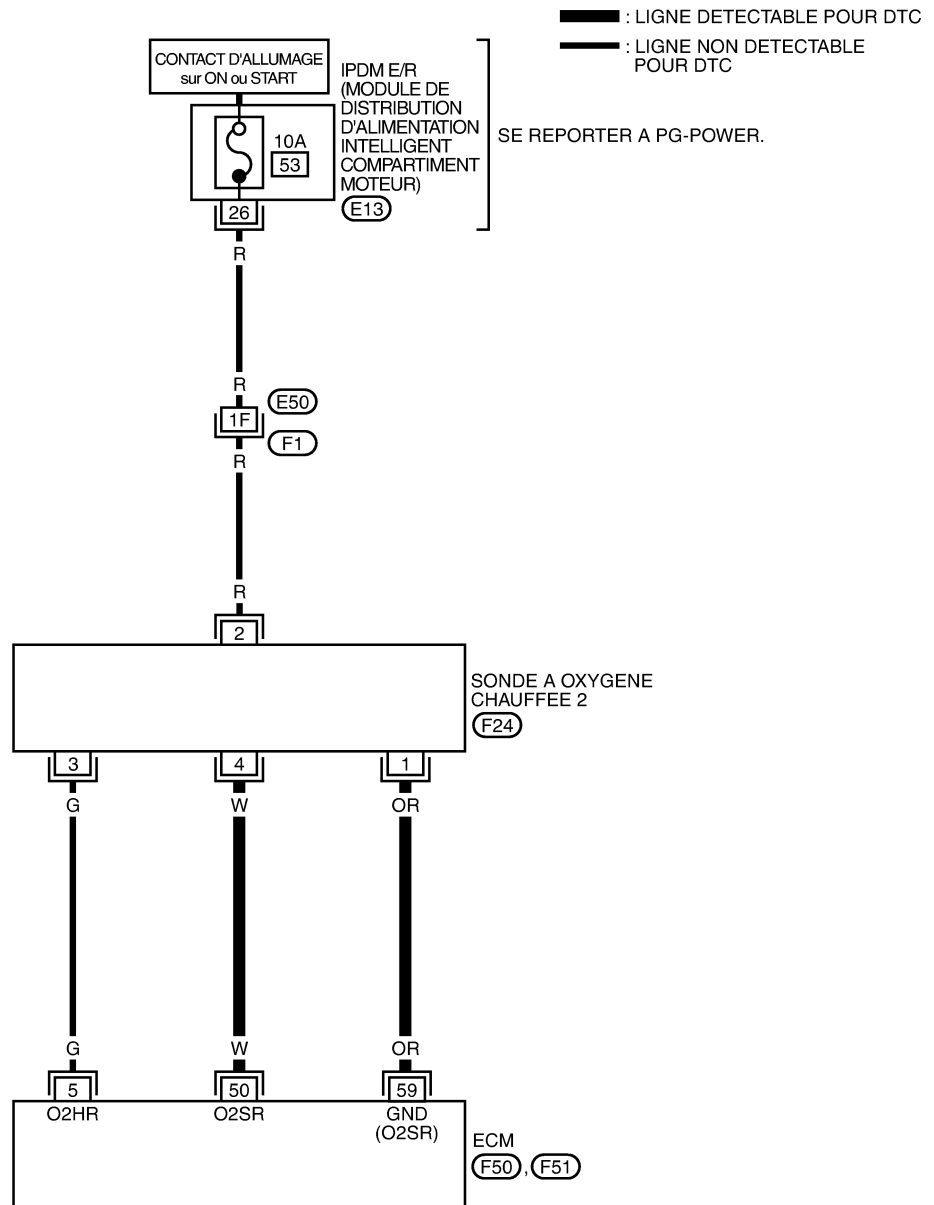 : LIGNE DETECTABLE POUR DTC
: LIGNE NON DETECTABLE
POUR DTC
CONTACT D'ALLUMAGE
sur ON ou START
IPDM E/R
(MODULE DE
DISTRIBUTION
D'ALIMENTATION
INTELLIGENT
COMPARTIMENT
MOTEUR)
E13
SE REPORTER A PG-POWER.
10A
53
26
R
R
E50
1F
F1
R
R
2
SONDE A OXYGENE
CHAUFFEE 2
F24
3 4 1
G W OR
G W OR
5 50 59
O2HR O2SR GND
(O2SR)
ECM
F50 , F51